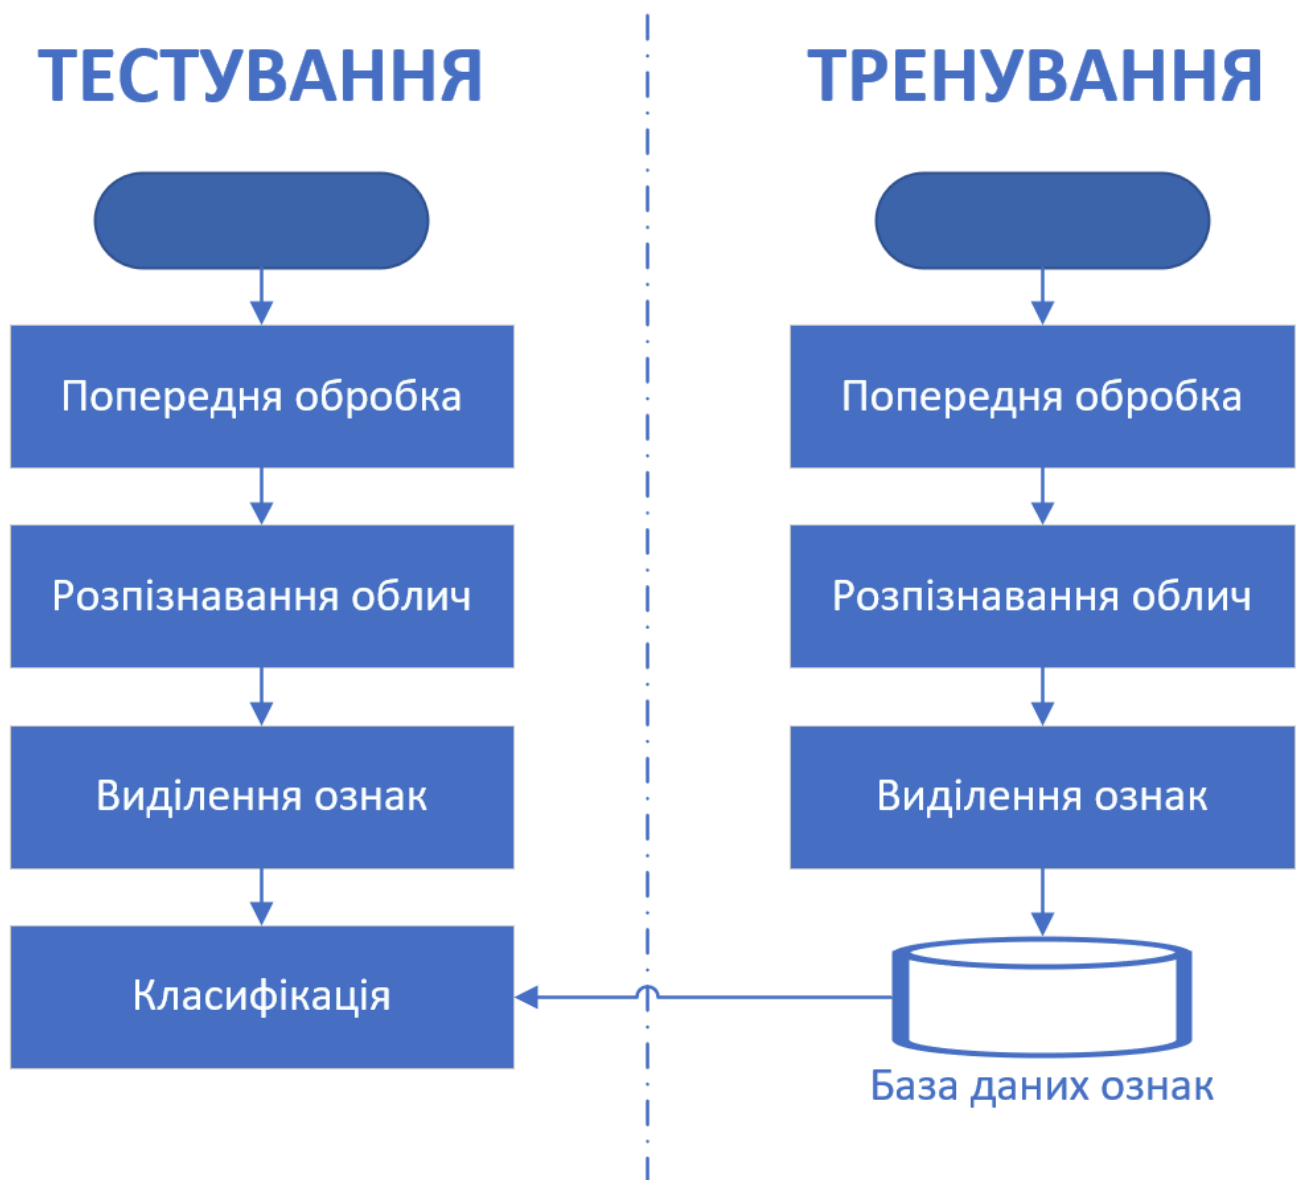 ТЕСТУВАННЯ
Попередня обробка
Розпізнавання облич
Виділення ознак
Класифікація
ТРЕНУВАННЯ
Попередня обробка
Розпізнавання облич
Виділення ознак
База даних ознак